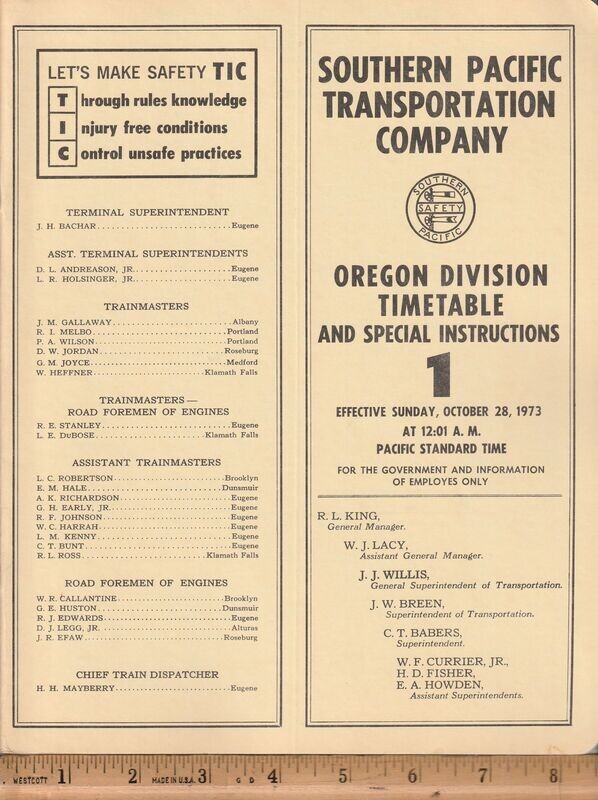 LET'S MAKE SAFETY TIC
Through rules knowledge
Injury free conditions
Control unsafe practices
TERMINAL SUPERINTENDENT
J. H. BACHAR Eugene
ASST. TERMINAL SUPERINTENDENTS
D. L. ANDREASON, JR. Eugene
L. R. HOLSINGER, JR. Eugene
TRAINMASTERS
J. M. GALLAWAY Albany
R. I. MELBO Portland
P. A. WILSON Portland
D. W. JORDAN Roseburg
G. M. JOYCE Medford
W. HEFFNER Klamath Falls
TRAINMASTERS —
ROAD FOREMEN OF ENGINES
R. E. STANLEY Eugene
L. E. DuBOSE Klamath Falls
ASSISTANT TRAINMASTERS
L. C. ROBERTSON Brooklyn
E. M. HALE Dunsmuir
A. K. RICHARDSON Eugene
G. H. EARLY, JR. Eugene
R. F. JOHNSON Eugene
W. C. HARRAH Eugene
L. M. KENNY Eugene
C. T. BUNT Eugene
R. L. ROSS Klamath Falls
ROAD FOREMEN OF ENGINES
W. R. CALLANTINE Brooklyn
G. E. HUSTON Dunsmuir
R. J. EDWARDS Eugene
D. J. LEGG, JR. Alturas
J. R. EFAW Roseburg
CHIEF TRAIN DISPATCHER
H. H. MAYBERRY Eugene
SOUTHERN PACIFIC
TRANSPORTATION
COMPANY
SOUTHERN
SAFETY
PACIFIC
OREGON DIVISION
TIMETABLE
AND SPECIAL INSTRUCTIONS
1
EFFECTIVE SUNDAY, OCTOBER 28, 1973
AT 12:01 A. M.
PACIFIC STANDARD TIME
FOR THE GOVERNMENT AND INFORMATION
OF EMPLOYES ONLY
R. L. KING,
General Manager.
W. J. LACY,
Assistant General Manager.
J. J. WILLIS,
General Superintendent of Transportation.
J. W. BREEN,
Superintendent of Transportation.
C. T. BABERS,
Superintendent.
W. F. CURRIER, JR.,
H. D. FISHER,
E. A. HOWDEN,
Assistant Superintendents.
WESTCOTT 1 2 MADE IN U.S.A. 3 G D 4 5 6 7 8